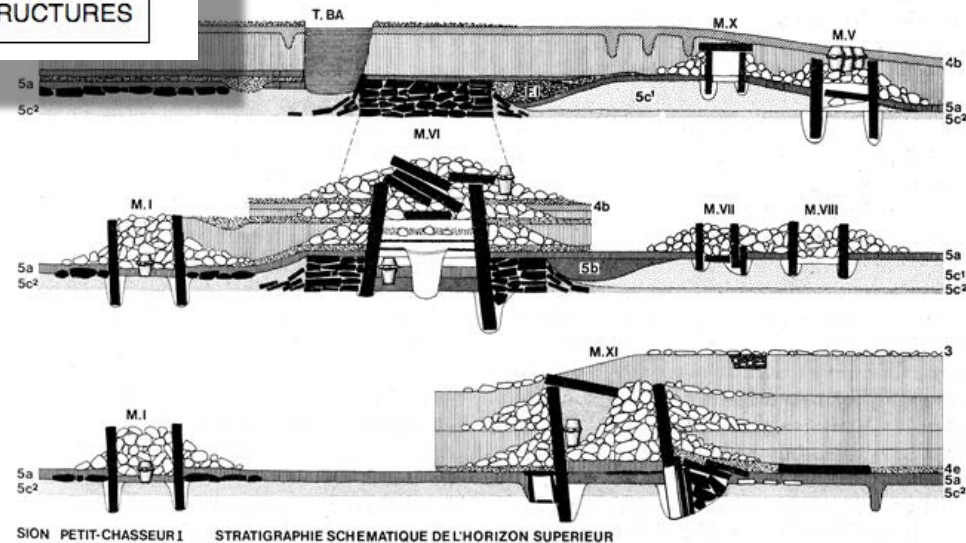 STRUCTURES
T. BA
M.X
M.V
4b
5a
F.I
5c¹
5a
5c²
5c²
M.VI
M.I
4b
M.VII
M.VIII
5a
5b
5a
5c¹
5c²
5c²
M.XI
3
M.I
5a
4e
5a
5c²
5c²
SION PETIT-CHASSEUR I STRATIGRAPHIE SCHEMATIQUE DE L'HORIZON SUPERIEUR